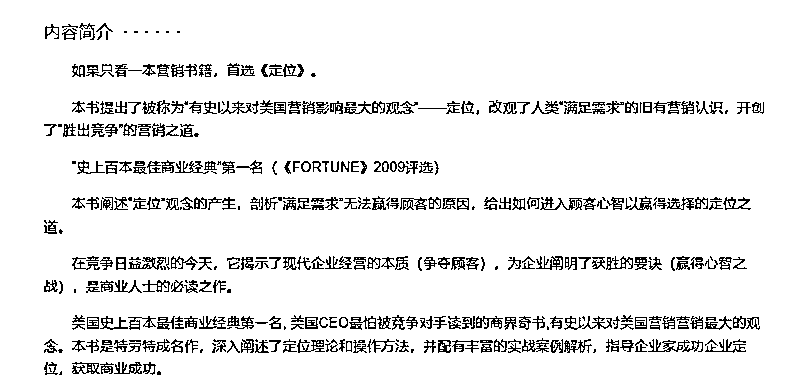 内容简介 · · · · · ·
如果只看一本营销书籍，首选《定位》。
本书提出了被称为“有史以来对美国营销影响最大的观念”——定位，改观了人类“满足需求”的旧有营销认识，开创
了“胜出竞争”的营销之道。
“史上百本最佳商业经典”第一名（《FORTUNE》2009评选）
本书阐述“定位”观念的产生，剖析“满足需求”无法赢得顾客的原因，给出如何进入顾客心智以赢得选择的定位之
道。
在竞争日益激烈的今天，它揭示了现代企业经营的本质（争夺顾客），为企业阐明了获胜的要诀（赢得心智之
战），是商业人士的必读之作。
美国史上百本最佳商业经典第一名,美国CEO最怕被竞争对手读到的商界奇书,有史以来对美国营销营销最大的观
念。本书是特劳特成名作，深入阐述了定位理论和操作方法，并配有丰富的实战案例解析，指导企业家成功企业定
位，获取商业成功。